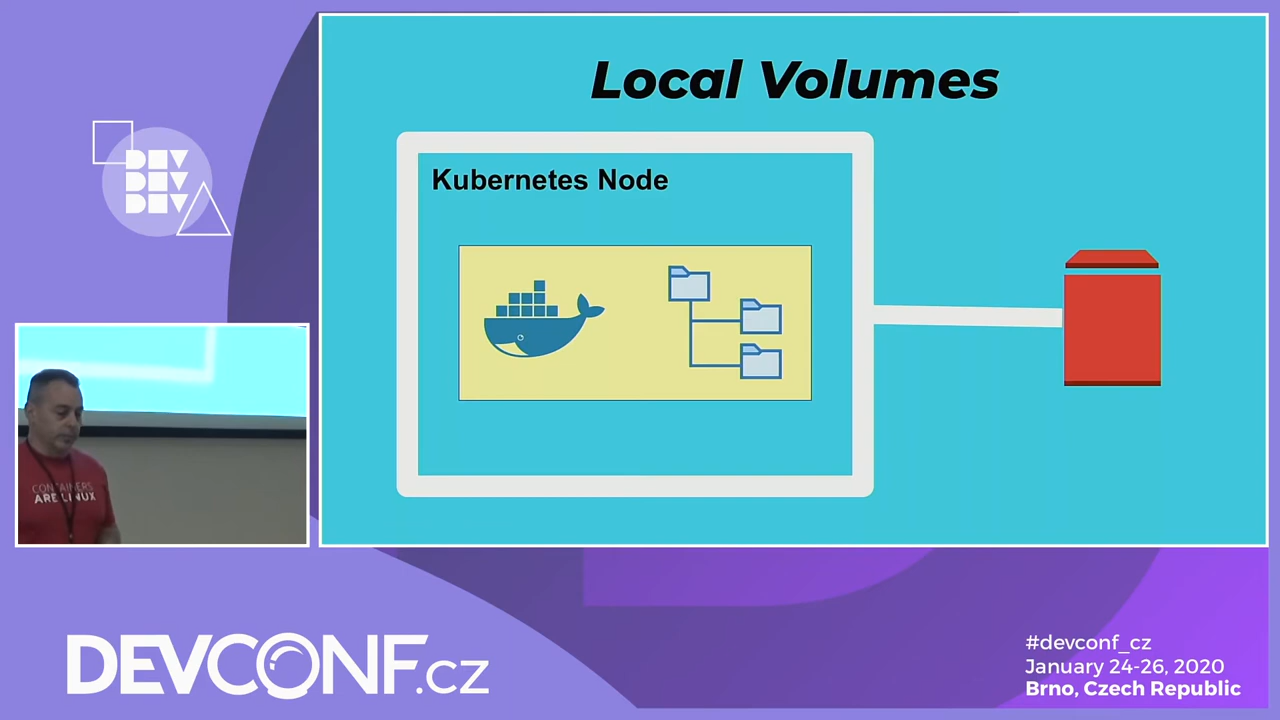 Local Volumes
Kubernetes Node
DEV
DEV
DEV
CONTAINERS
ARE LINUX
DEVCONF.cz
#devconf_cz
January 24-26, 2020
Brno, Czech Republic